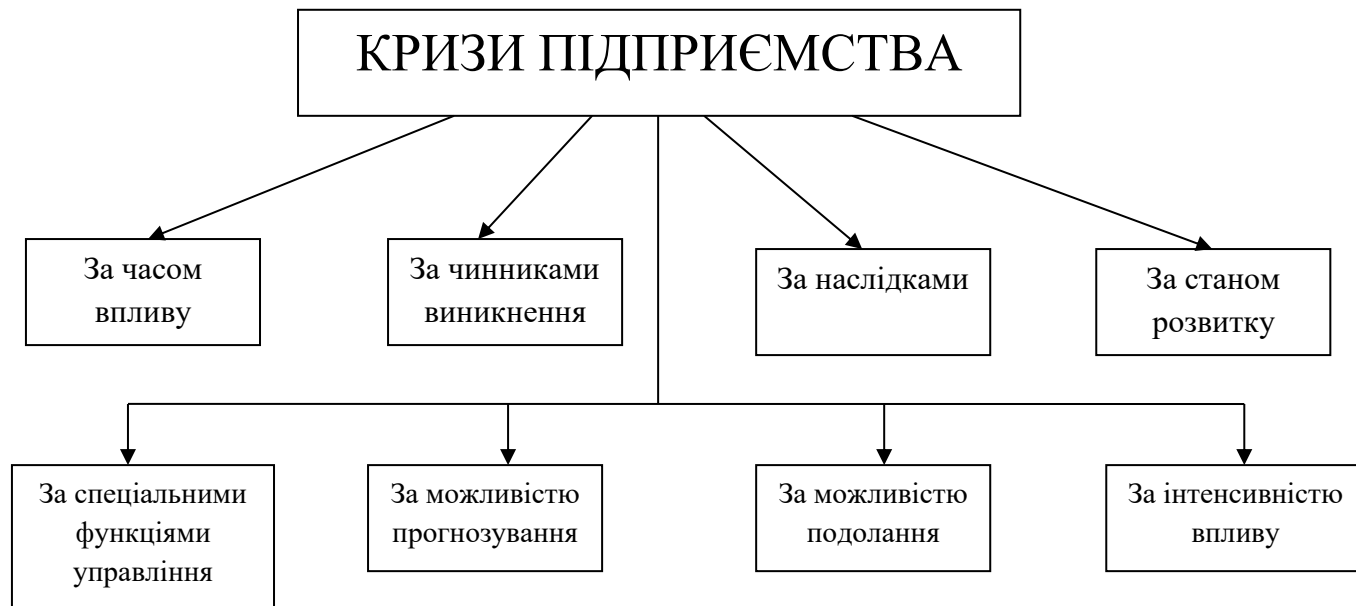 КРИЗИ ПІДПРИЄМСТВА
За часом
впливу
За чинниками
виникнення
За наслідками
За станом
розвитку
За спеціальними
функціями
управління
За можливістю
прогнозування
За можливістю
подолання
За інтенсивністю
впливу